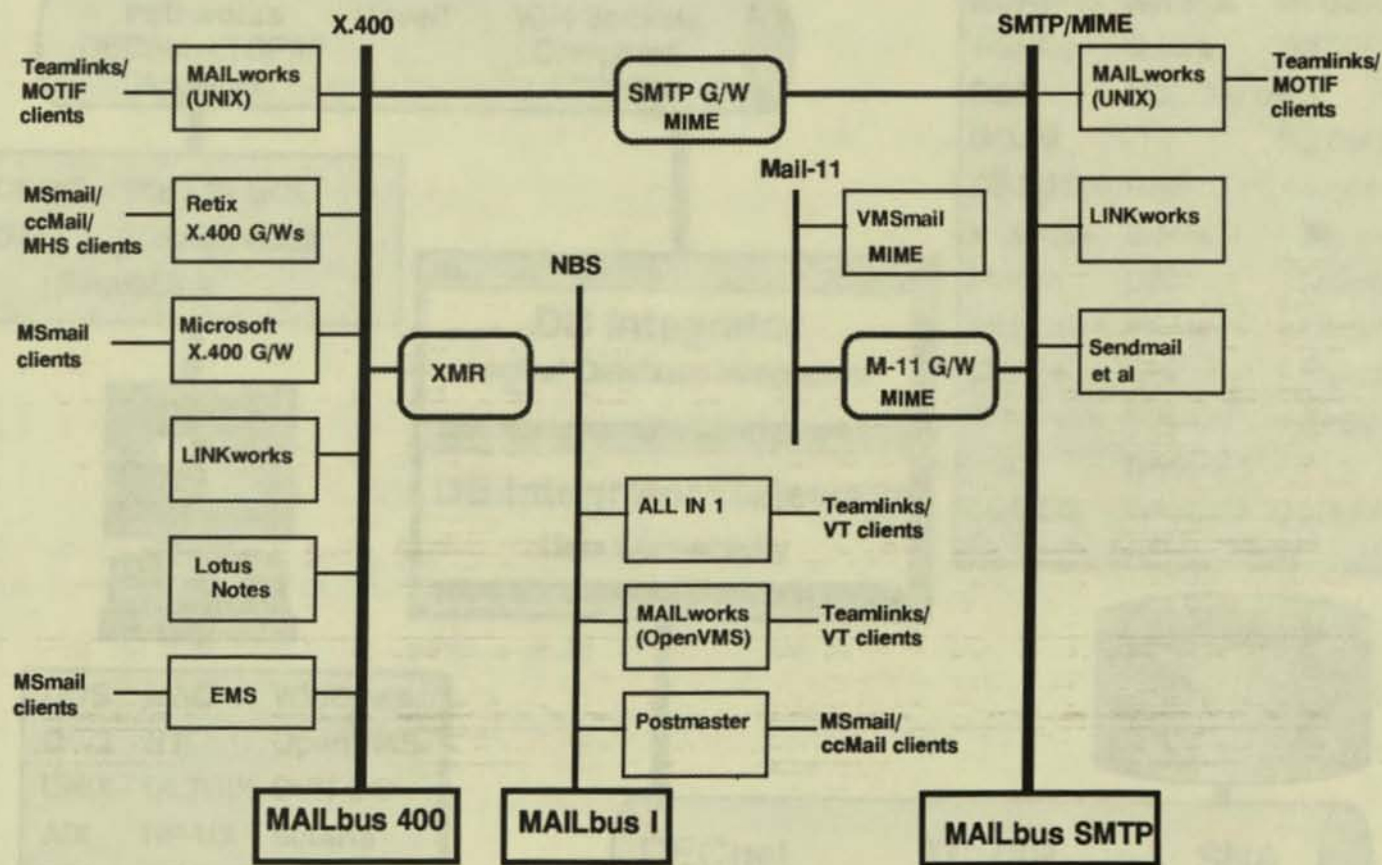 X.400
SMTP/MIME
Teamlinks/
MOTIF
clients
MAILworks
(UNIX)
SMTP G/W
MIME
MAILworks
(UNIX)
Teamlinks/
MOTIF
clients
Mail-11
MSmail/
ccMail/
MHS clients
Retix
X.400 G/Ws
VMSmail
MIME
LINKworks
NBS
MSmail
clients
Microsoft
X.400 G/W
XMR
M-11 G/W
MIME
Sendmail
et al
LINKworks
ALL IN 1
Teamlinks/
VT clients
Lotus
Notes
MAILworks
(OpenVMS)
Teamlinks/
VT clients
MSmail
clients
EMS
Postmaster
MSmail/
ccMail clients
MAILbus 400
MAILbus I
MAILbus SMTP